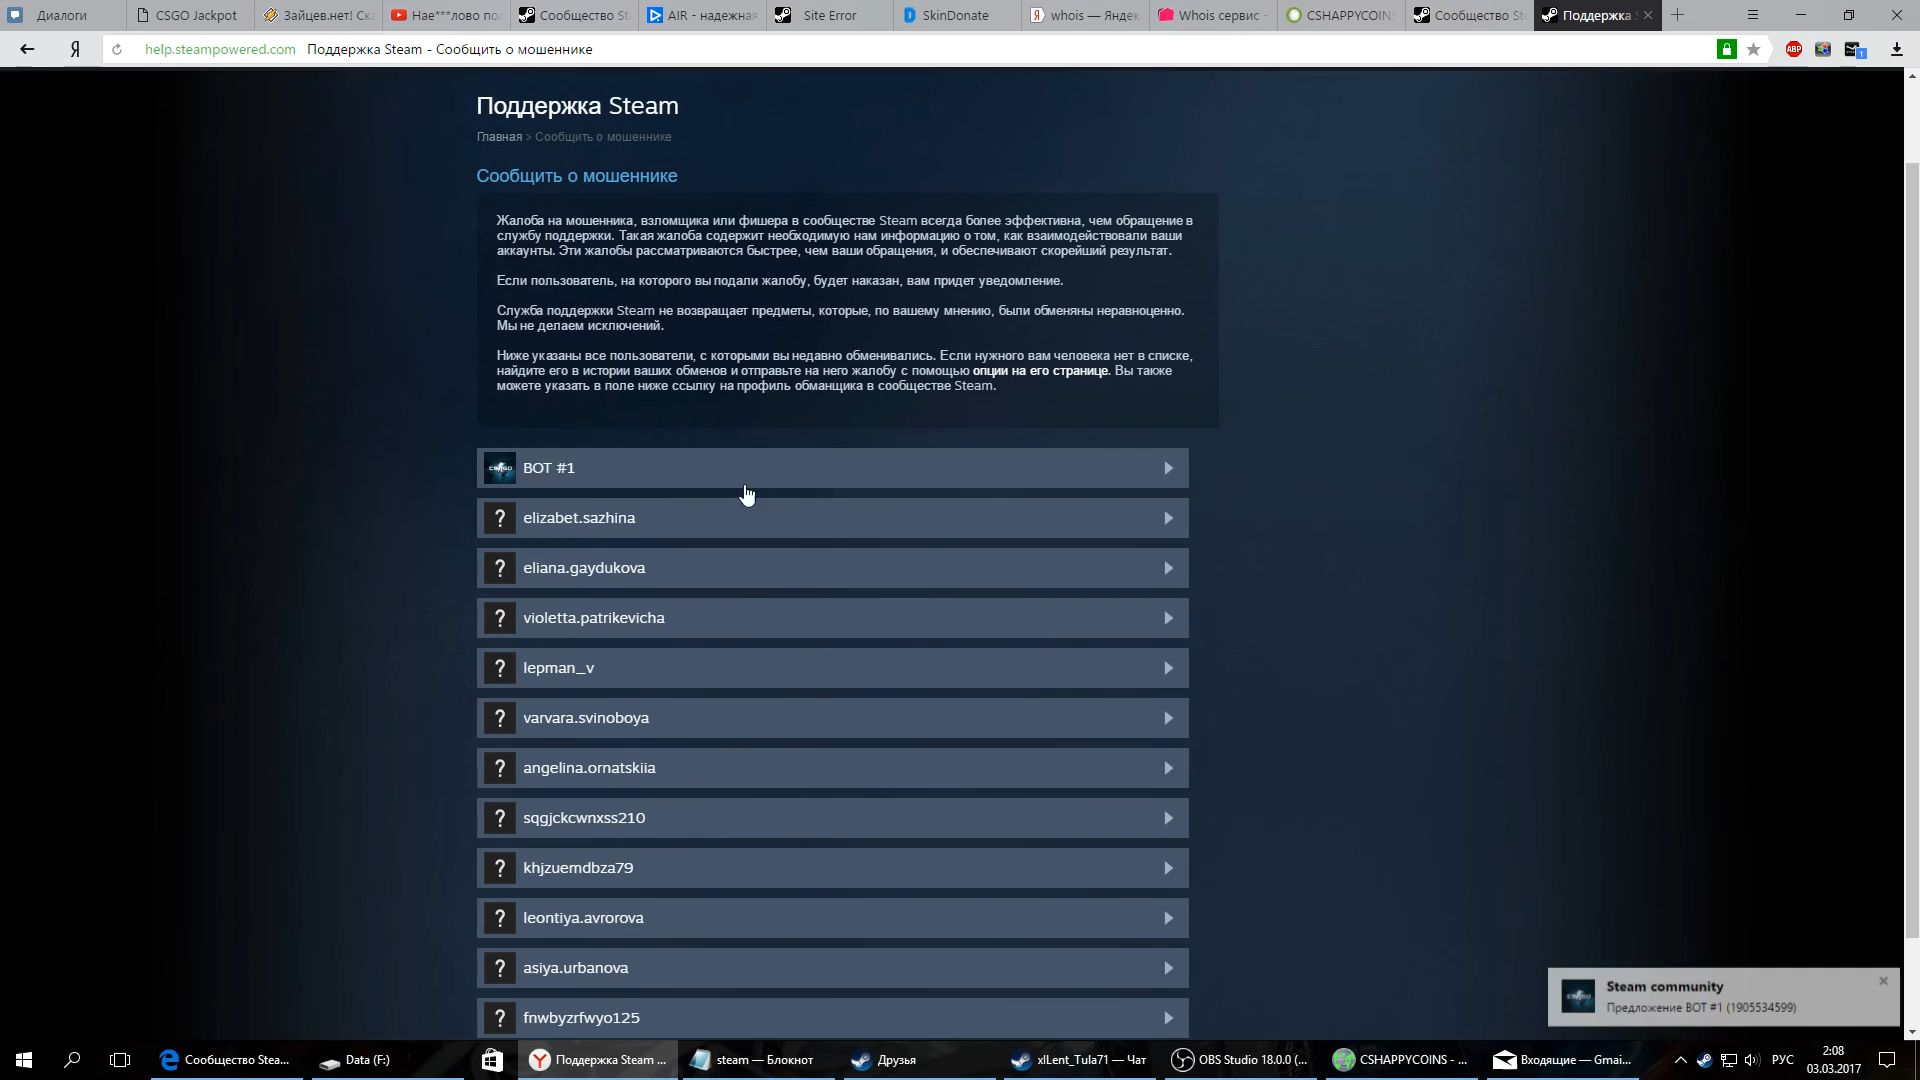 Диалоги
CSGO Jackpot
Зайцев.нет! Ска
Нае***лово по
Сообщество St
AIR - надежная
Site Error
SkinDonate
whois — Яндек
Whois сервис -
CSHAPPYCOIN
Сообщество St
Поддержка S
help.steampowered.com Поддержка Steam - Сообщить о мошеннике
ABP
1
Поддержка Steam
Главная > Сообщить о мошеннике
Сообщить о мошеннике
Жалоба на мошенника, взломщика или фишера в сообществе Steam всегда более эффективна, чем обращение в
службу поддержки. Такая жалоба содержит необходимую нам информацию о том, как взаимодействовали ваши
аккаунты. Эти жалобы рассматриваются быстрее, чем ваши обращения, и обеспечивают скорейший результат.
Если пользователь, на которого вы подали жалобу, будет наказан, вам придет уведомление.
Служба поддержки Steam не возвращает предметы, которые, по вашему мнению, были обменяны неравноценно.
Мы не делаем исключений.
Ниже указаны все пользователи, с которыми вы недавно обменивались. Если нужного вам человека нет в списке,
найдите его в истории ваших обменов и отправьте на него жалобу с помощью опции на его странице. Вы также
можете указать в поле ниже ссылку на профиль обманщика в сообществе Steam.
BOT #1
? elizabet.sazhina
? eliana.gaydukova
? violetta.patrikevicha
? lepman_v
? varvara.svinoboya
? angelina.ornatskiia
? sqgjckcwnxss210
? khjzuemdbza79
? leontiya.avrorova
? asiya.urbanova
? fnwbyzrfwyo125
Steam community
Предложение BOT #1 (1905534599)
Сообщество Stea...
Data (F:)
Поддержка Steam ...
steam — Блокнот
Друзья
xlLent_Tula71 — Чат
OBS Studio 18.0.0 (...
CSHAPPYCOINS - ...
Входящие — Gmai...
РУС
2:08
03.03.2017